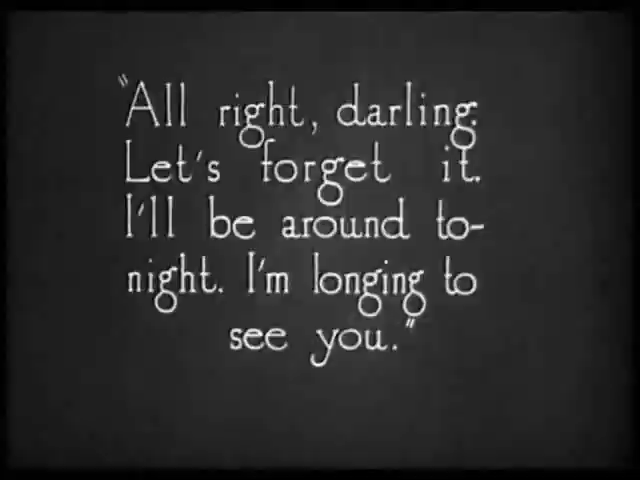 "All right, darling.
Let's forget it.
I'll be around to-
night. I'm longing to
see you."